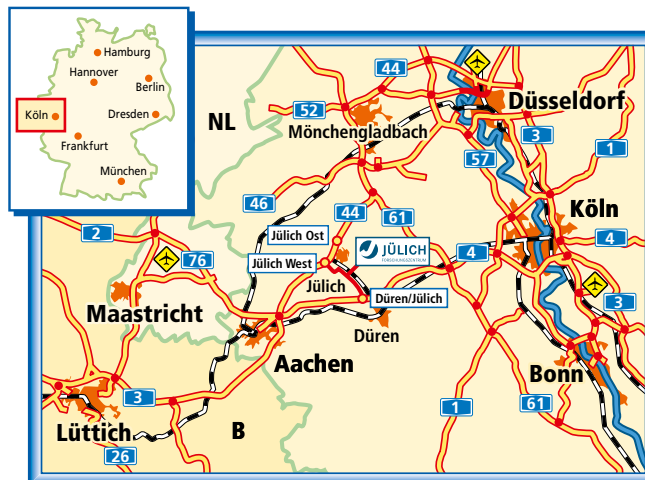 Hamburg
Hannover
Berlin
Köln
Dresden
Frankfurt
München
44
Düsseldorf
52
NL
Mönchengladbach
3
1
57
46
44
61
Köln
2
Jülich Ost
76
Jülich West
JÜLICH
FORSCHUNGSZENTRUM
4
4
Jülich
Düren/Jülich
3
Maastricht
Düren
Aachen
Bonn
3
1
61
Lüttich
B
26